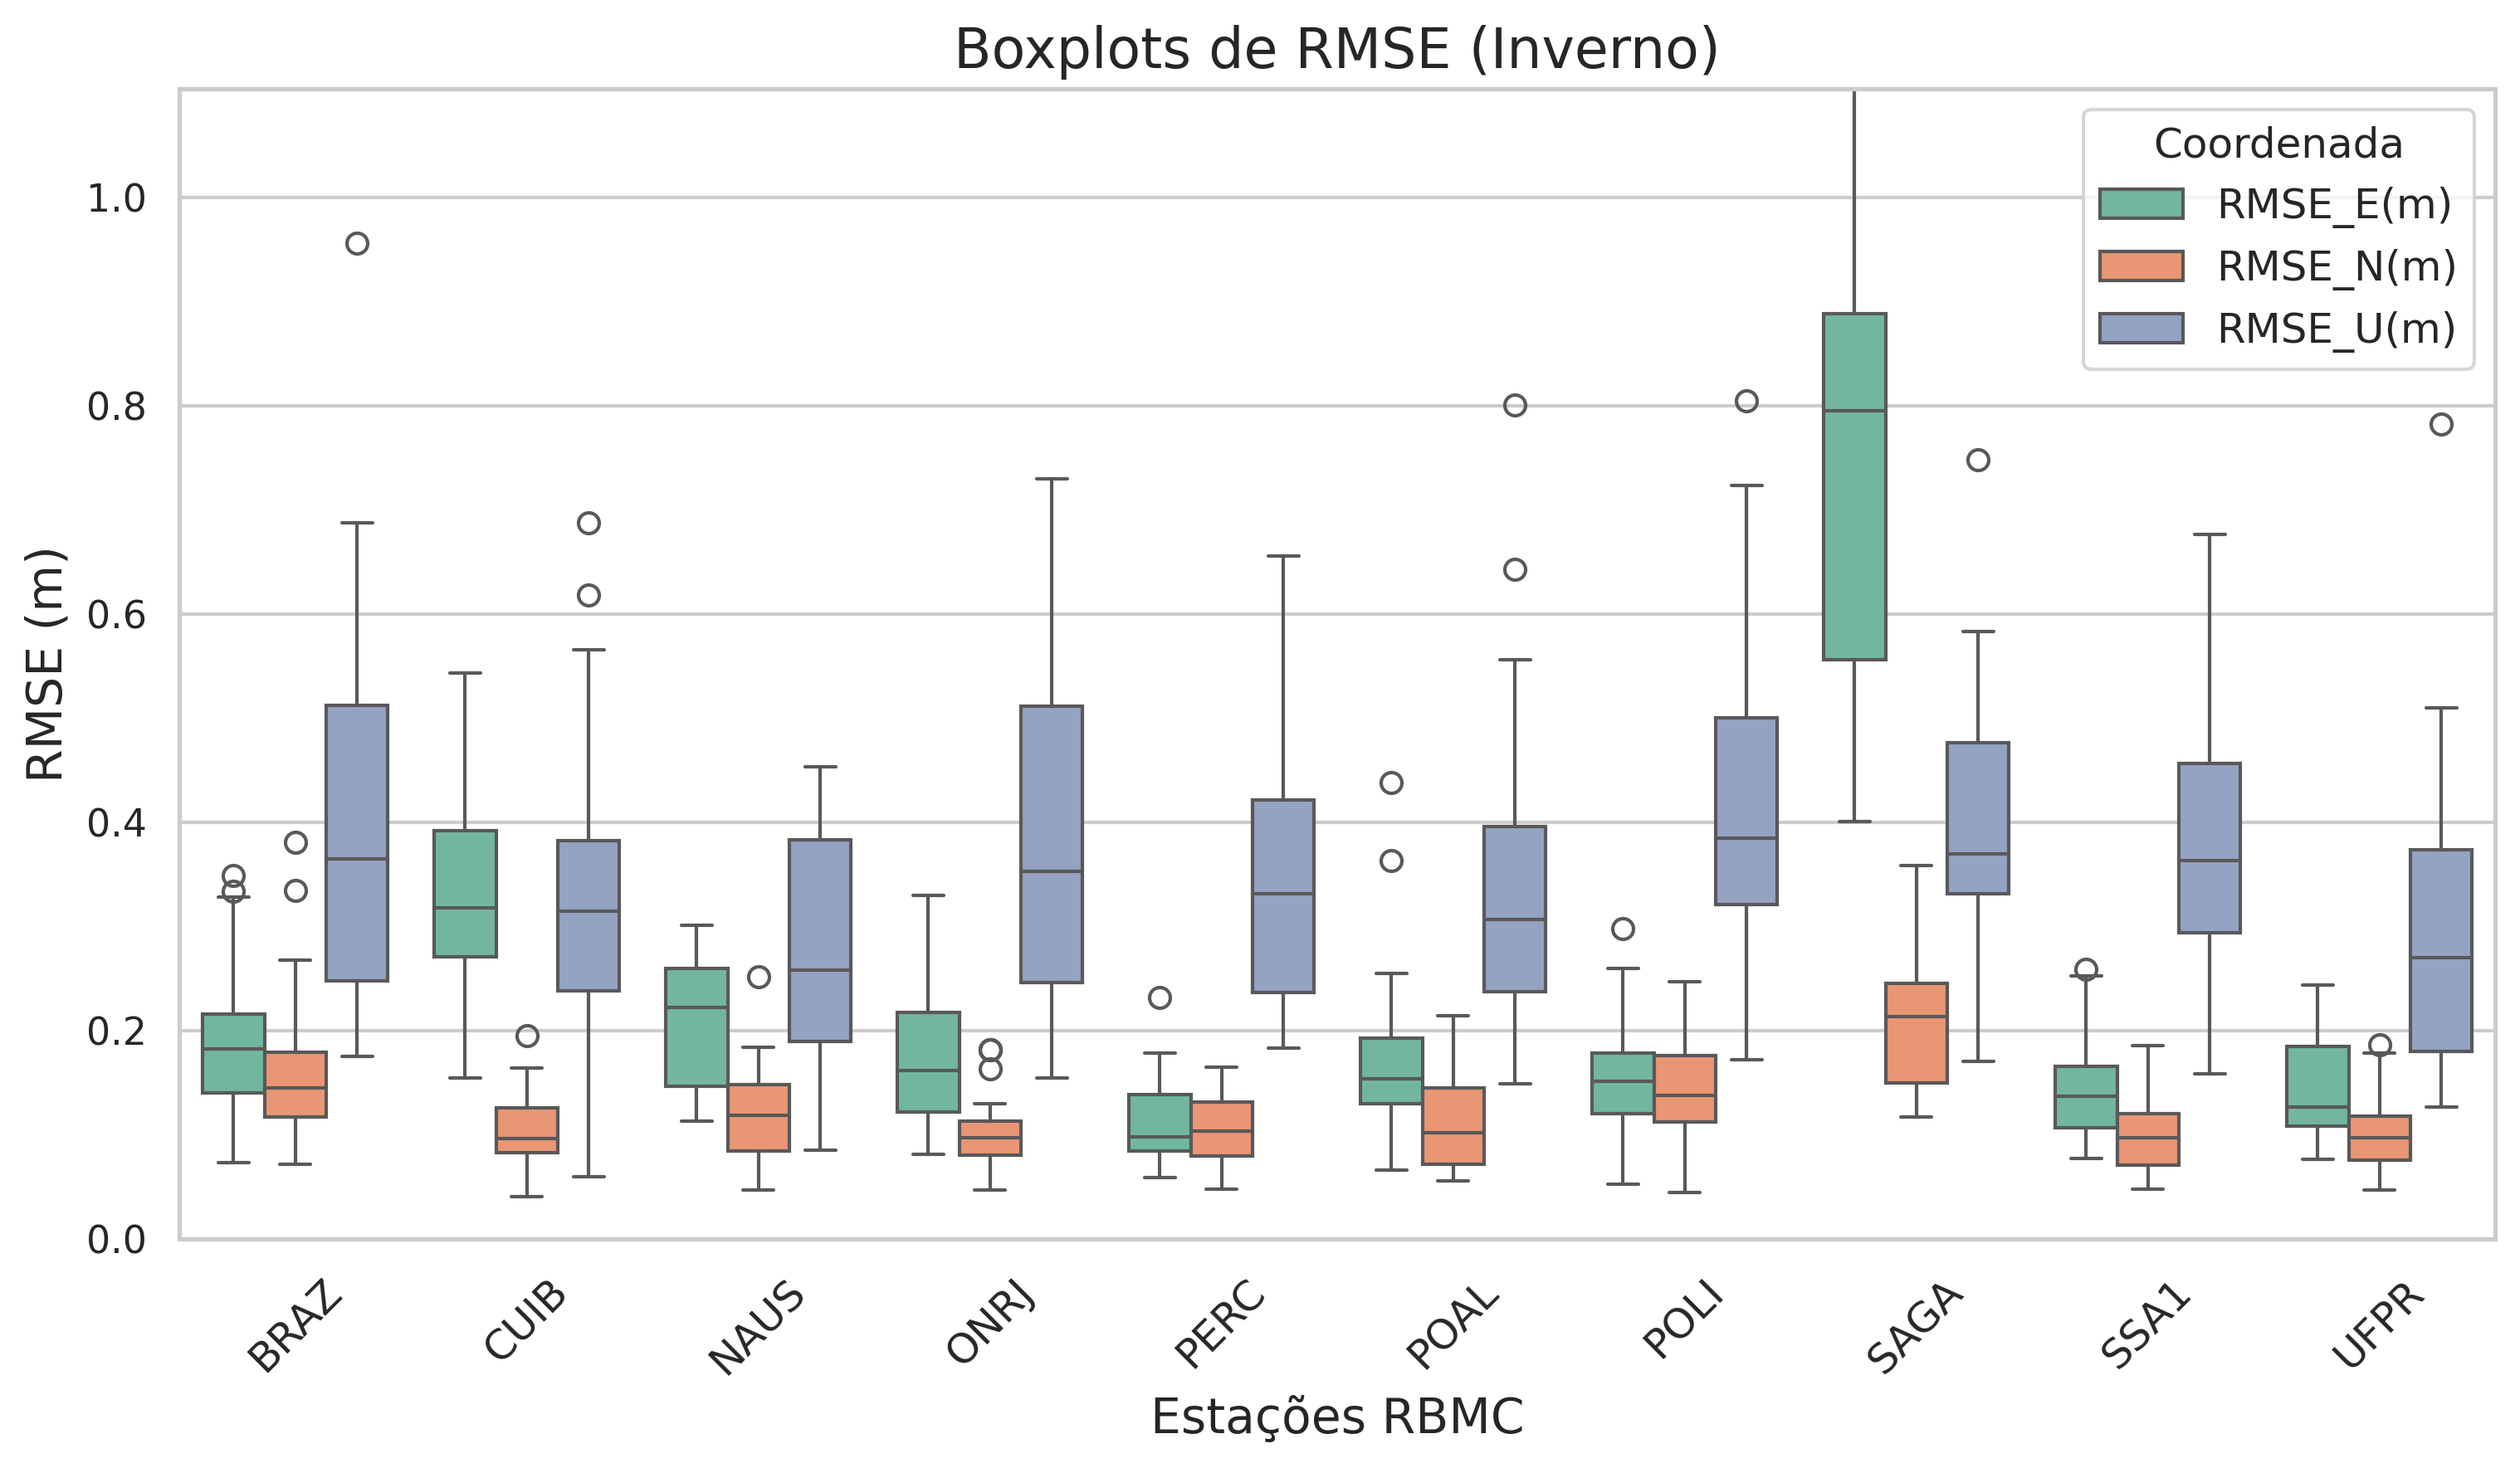 Boxplots de RMSE (Inverno)
Coordenada
RMSE_E(m)
RMSE_N(m)
RMSE_U(m)
RMSE (m)
1.0
0.8
0.6
0.4
0.2
0.0
BRAZ
CUIB
NAUS
ONRJ
PERC
POAL
POLI
SAGA
SSA1
UFPR
Estações RBMC